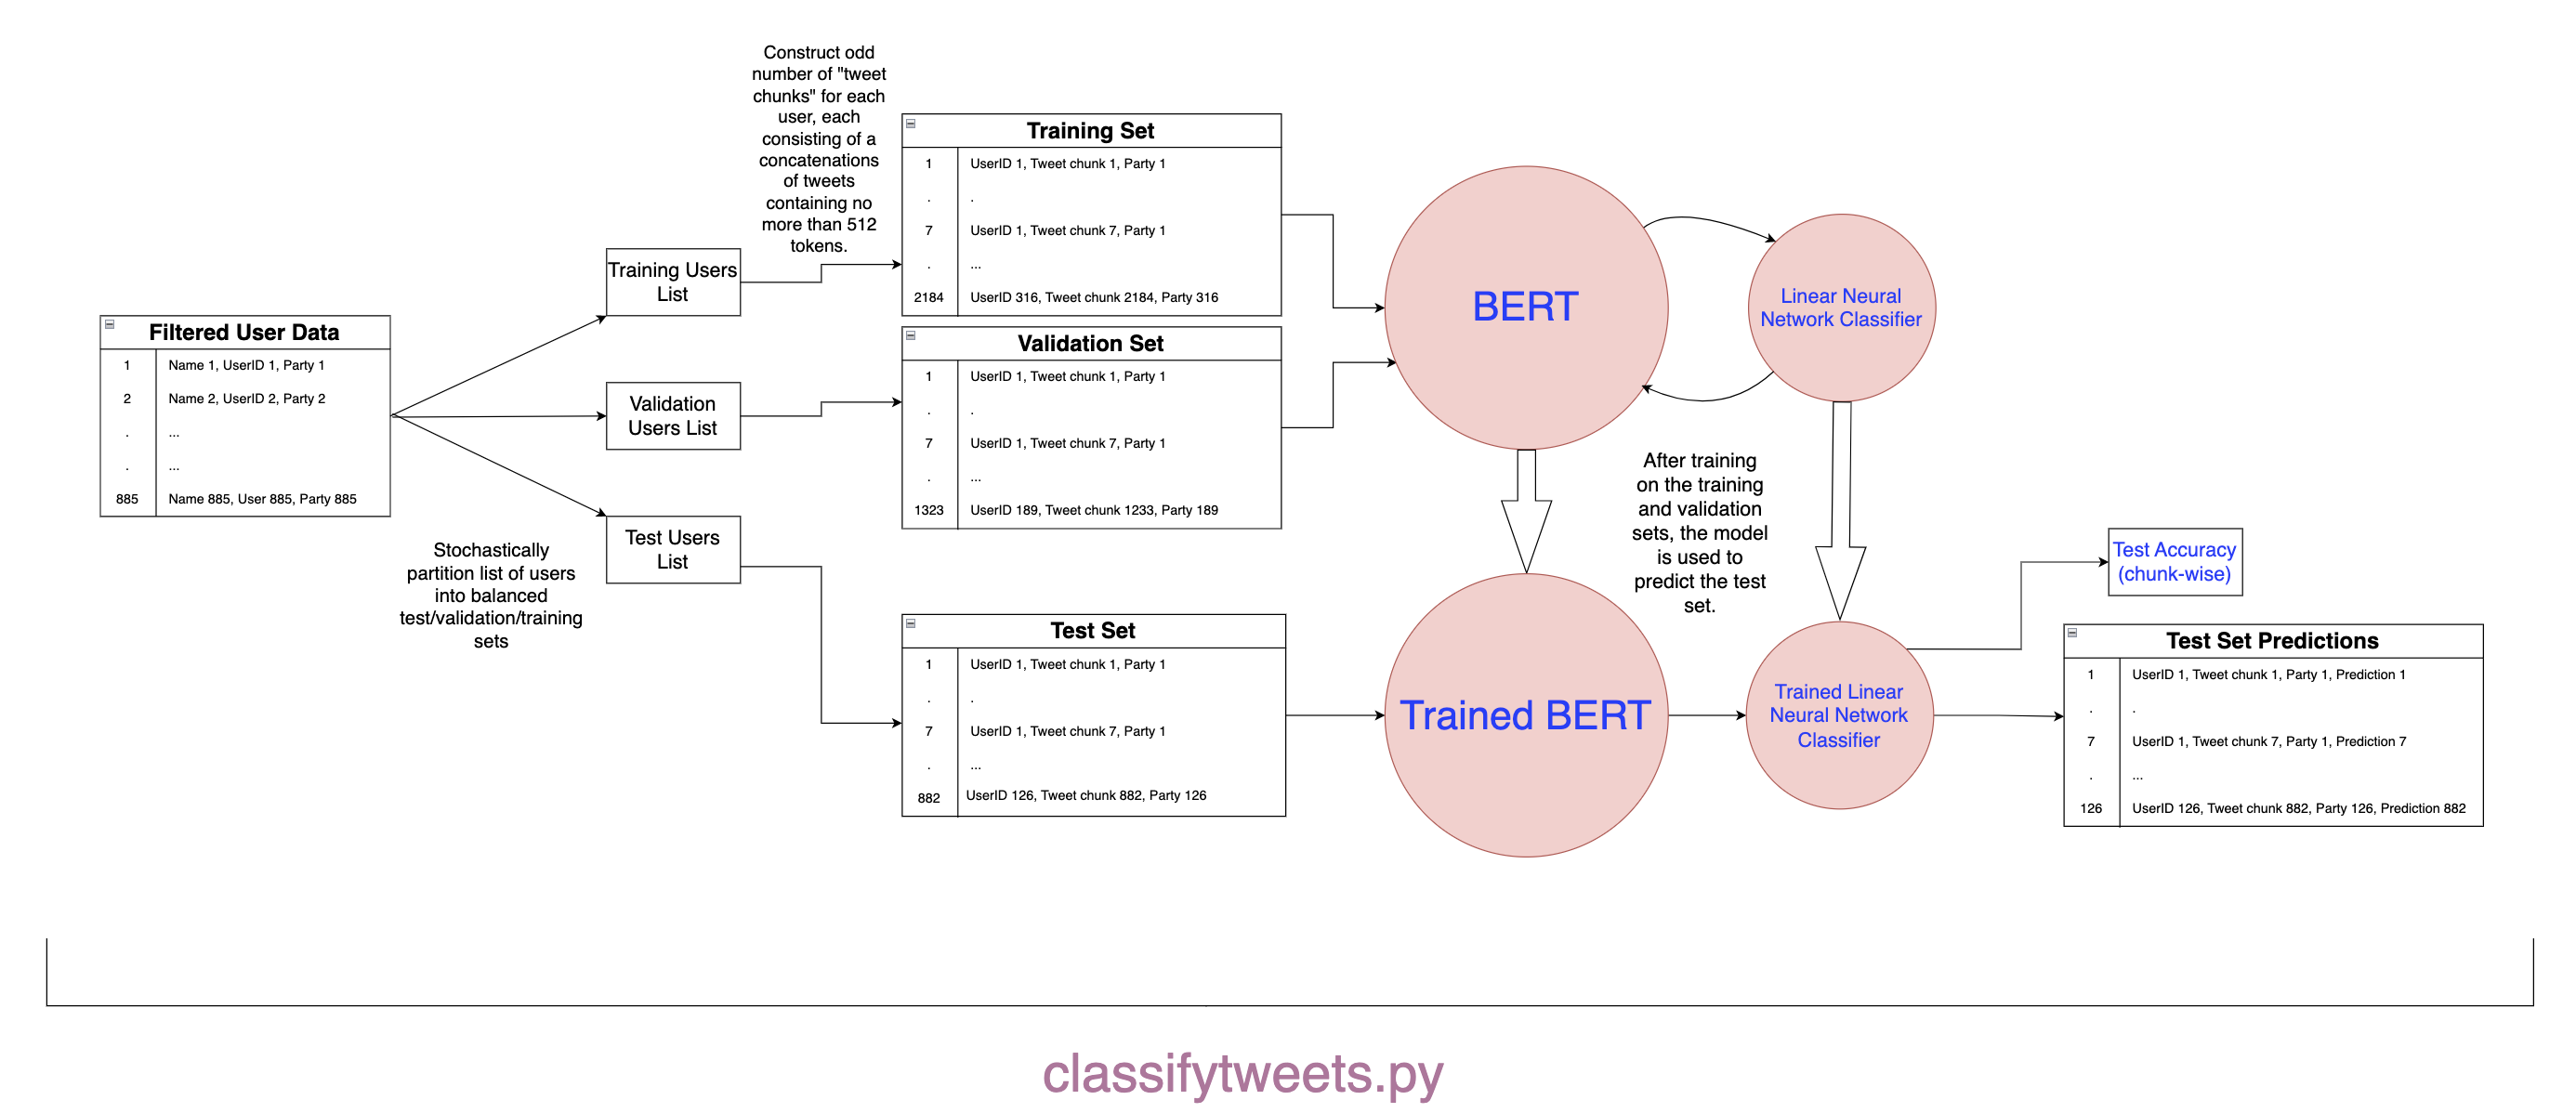 Construct odd
number of "tweet
chunks" for each
user, each
consisting of a
concatenations
of tweets
containing no
more than 512
tokens.
Filtered User Data
1 Name 1, UserID 1, Party 1
2 Name 2, UserID 2, Party 2
. ...
. ...
885 Name 885, User 885, Party 885
Stochastically
partition list of users
into balanced
test/validation/training
sets
Training Users
List
Validation
Users List
Test Users
List
Training Set
1 UserID 1, Tweet chunk 1, Party 1
. .
7 UserID 1, Tweet chunk 7, Party 1
. ...
2184 UserID 316, Tweet chunk 2184, Party 316
Validation Set
1 UserID 1, Tweet chunk 1, Party 1
. .
7 UserID 1, Tweet chunk 7, Party 1
. ...
1323 UserID 189, Tweet chunk 1233, Party 189
Test Set
1 UserID 1, Tweet chunk 1, Party 1
. .
7 UserID 1, Tweet chunk 7, Party 1
. ...
882 UserID 126, Tweet chunk 882, Party 126
BERT
Linear Neural
Network Classifier
After training
on the training
and validation
sets, the model
is used to
predict the test
set.
Trained BERT
Trained Linear
Neural Network
Classifier
Test Accuracy
(chunk-wise)
Test Set Predictions
1 UserID 1, Tweet chunk 1, Party 1, Prediction 1
. .
7 UserID 1, Tweet chunk 7, Party 1, Prediction 7
. ...
126 UserID 126, Tweet chunk 882, Party 126, Prediction 882
classifytweets.py